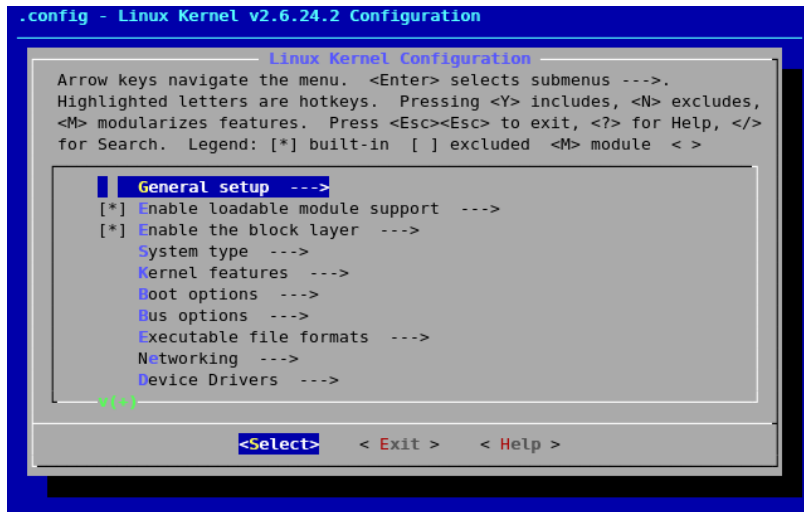 .config - Linux Kernel v2.6.24.2 Configuration
Linux Kernel Configuration
Arrow keys navigate the menu.  <Enter> selects submenus --->.
Highlighted letters are hotkeys.  Pressing <Y> includes, <N> excludes,
<M> modularizes features.  Press <Esc><Esc> to exit, <?> for Help, </>
for Search.  Legend: [*] built-in  [ ] excluded  <M> module  < >
General setup  --->
[*] Enable loadable module support  --->
[*] Enable the block layer  --->
System type  --->
Kernel features  --->
Boot options  --->
Bus options  --->
Executable file formats  --->
Networking  --->
Device Drivers  --->
v(+)
<Select>    < Exit >    < Help >